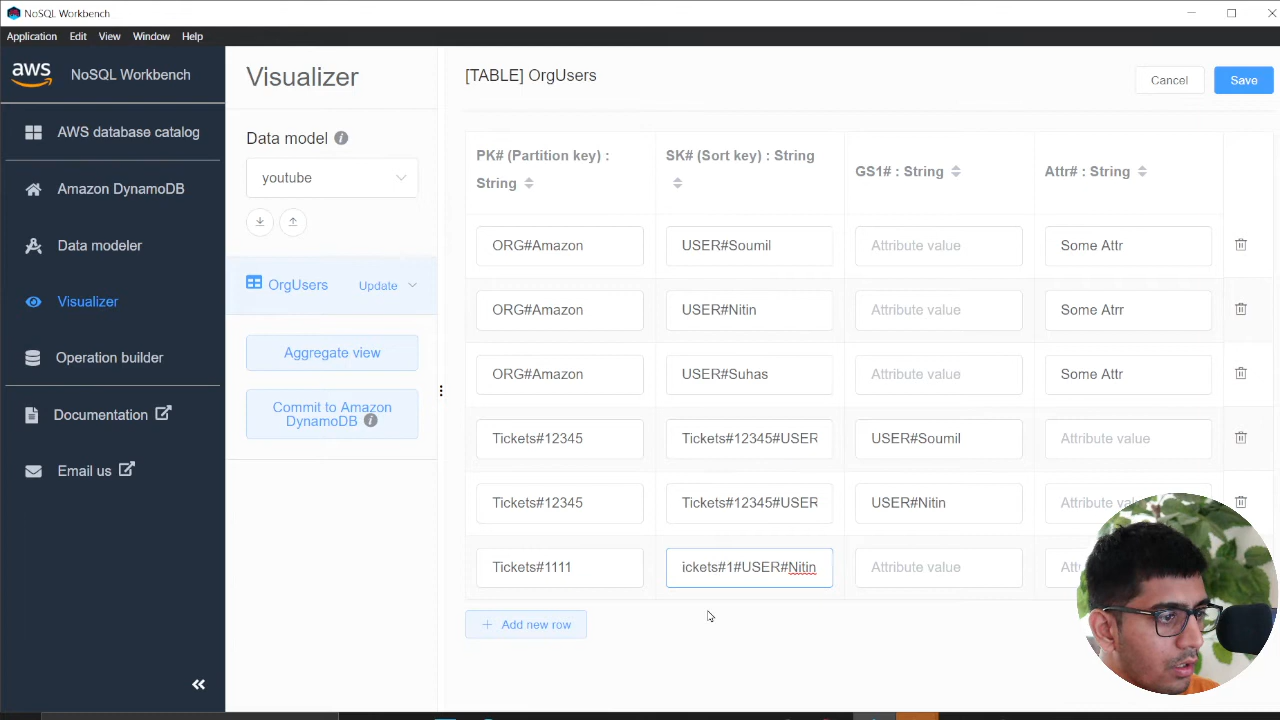 NoSQL Workbench
Application Edit View Window Help
aws NoSQL Workbench
AWS database catalog
Amazon DynamoDB
Data modeler
Visualizer
Operation builder
Documentation
Email us
Visualizer
Data model
youtube
OrgUsers Update
Aggregate view
Commit to Amazon
DynamoDB
[TABLE] OrgUsers
Cancel Save
PK# (Partition key) :
String
SK# (Sort key) : String
GS1# : String
Attr# : String
ORG#Amazon USER#Soumil Attribute value Some Attr
ORG#Amazon USER#Nitin Attribute value Some Atrr
ORG#Amazon USER#Suhas Attribute value Some Attr
Tickets#12345 Tickets#12345#USER USER#Soumil Attribute value
Tickets#12345 Tickets#12345#USER USER#Nitin Attribute
Tickets#1111 ickets#1#USER#Nitin Attribute value
+ Add new row